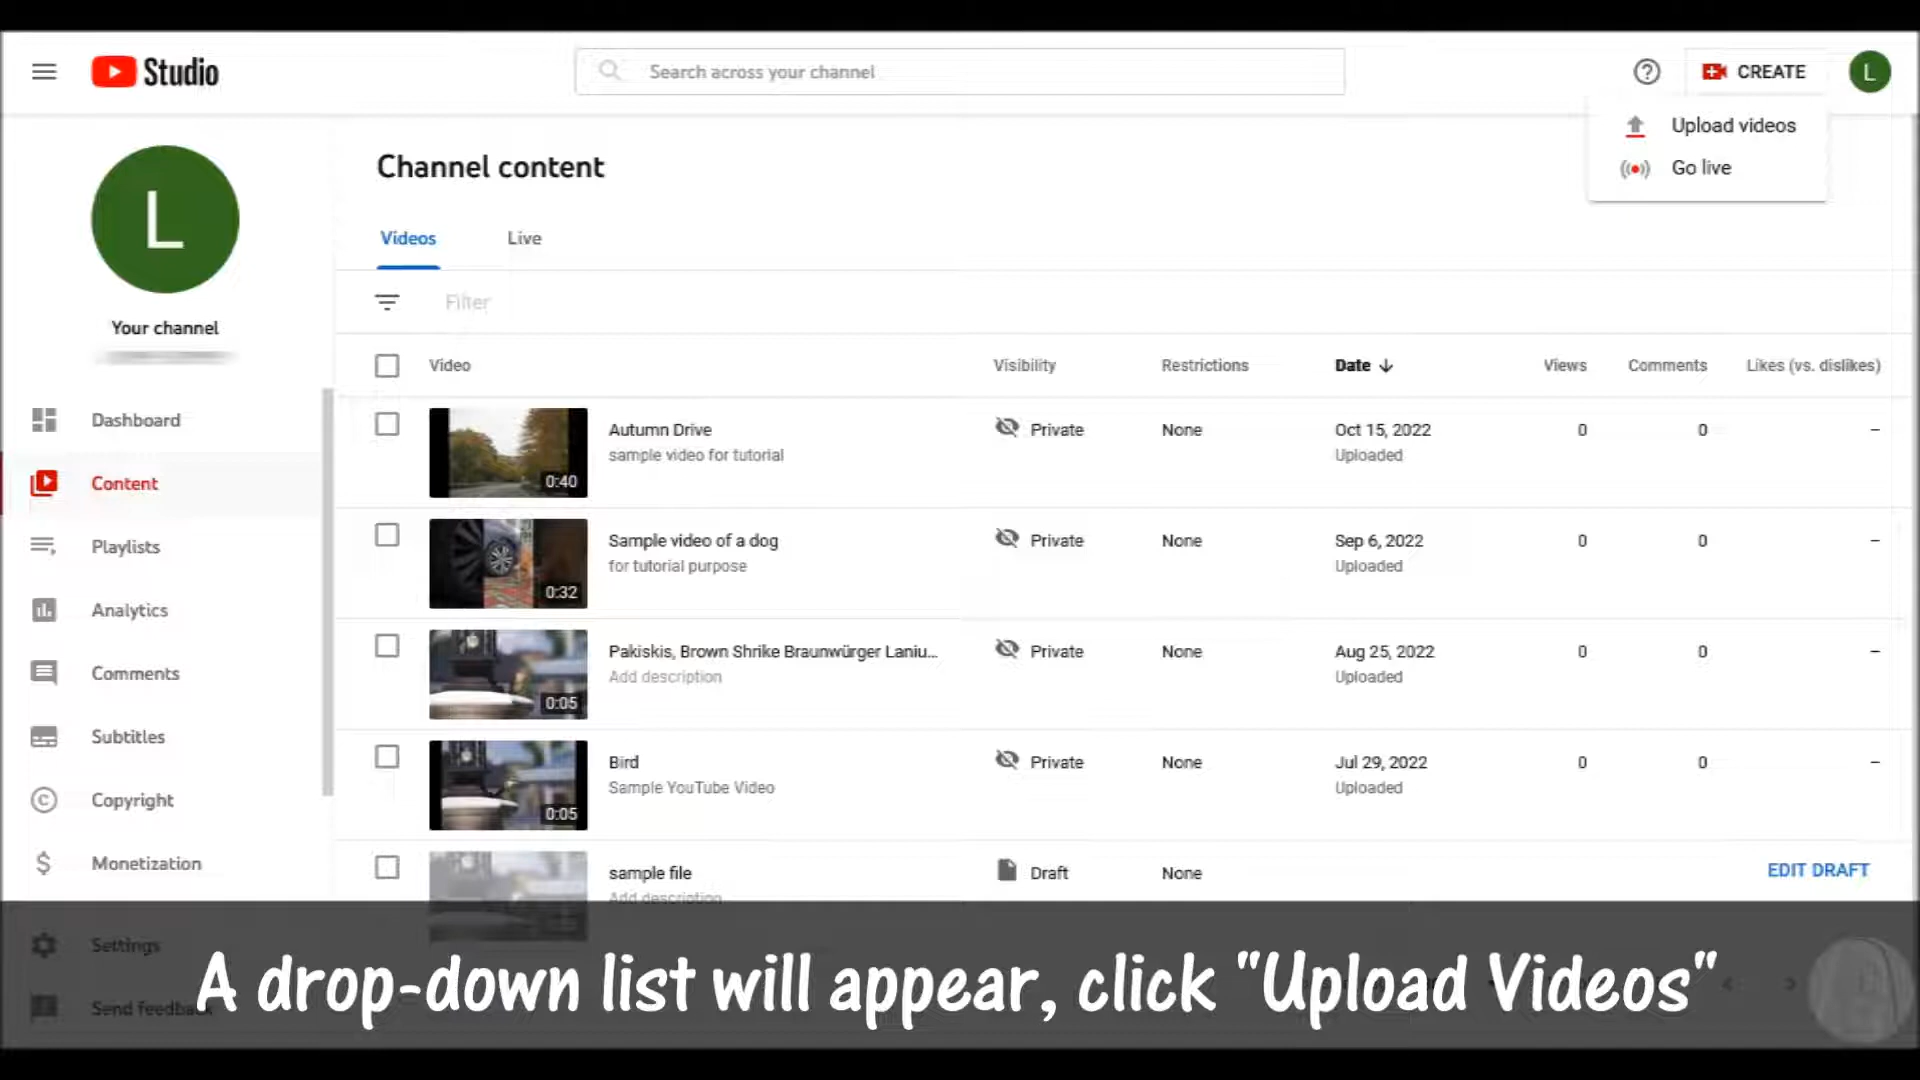 Studio
Search across your channel
CREATE
L
Upload videos
Go live
L
Your channel
Channel content
Videos
Live
Filter
Video
Visibility
Restrictions
Date
Views
Comments
Likes (vs. dislikes)
Dashboard
Content
Playlists
Analytics
Comments
Subtitles
Copyright
Monetization
Settings
Send feedback
0:40
Autumn Drive
sample video for tutorial
Private
None
Oct 15, 2022
Uploaded
0
0
–
0:32
Sample video of a dog
for tutorial purpose
Private
None
Sep 6, 2022
Uploaded
0
0
–
0:05
Pakiskis, Brown Shrike Braunwürger Laniu...
Add description
Private
None
Aug 25, 2022
Uploaded
0
0
–
0:05
Bird
Sample YouTube Video
Private
None
Jul 29, 2022
Uploaded
0
0
–
sample file
Add description
Draft
None
EDIT DRAFT
A drop-down list will appear, click "Upload Videos"